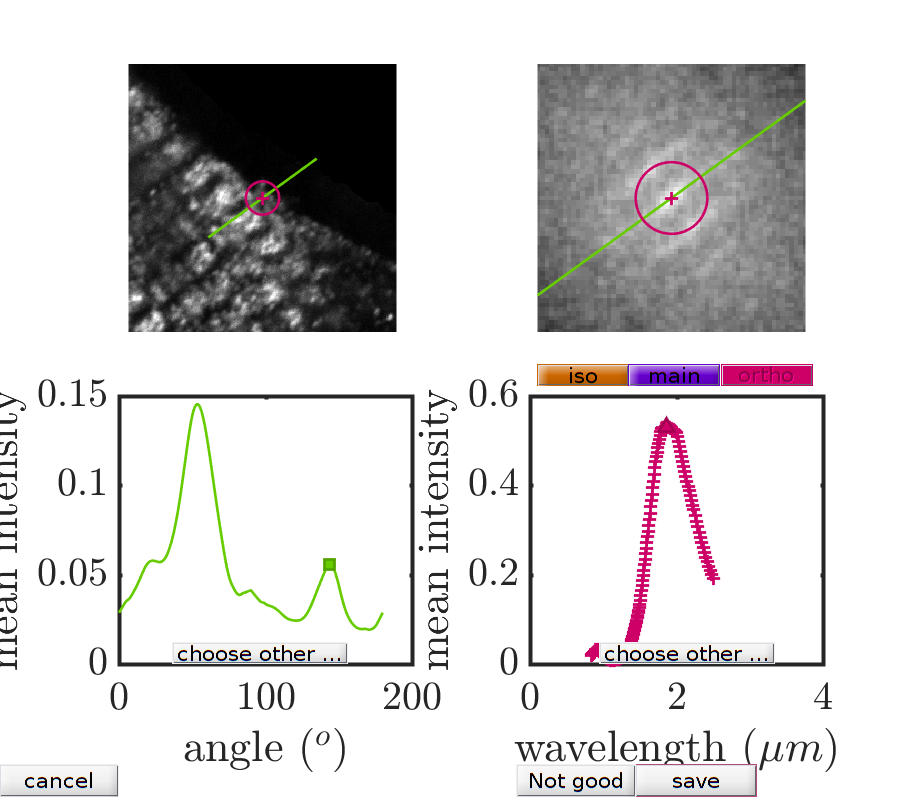 iso main ortho
0.15
0.1
0.05
0
mean intensity
0 100 200
angle (°)
choose other ...
0.6
0.4
0.2
0
mean intensity
0 2 4
wavelength (μm)
choose other ...
cancel
Not good
save